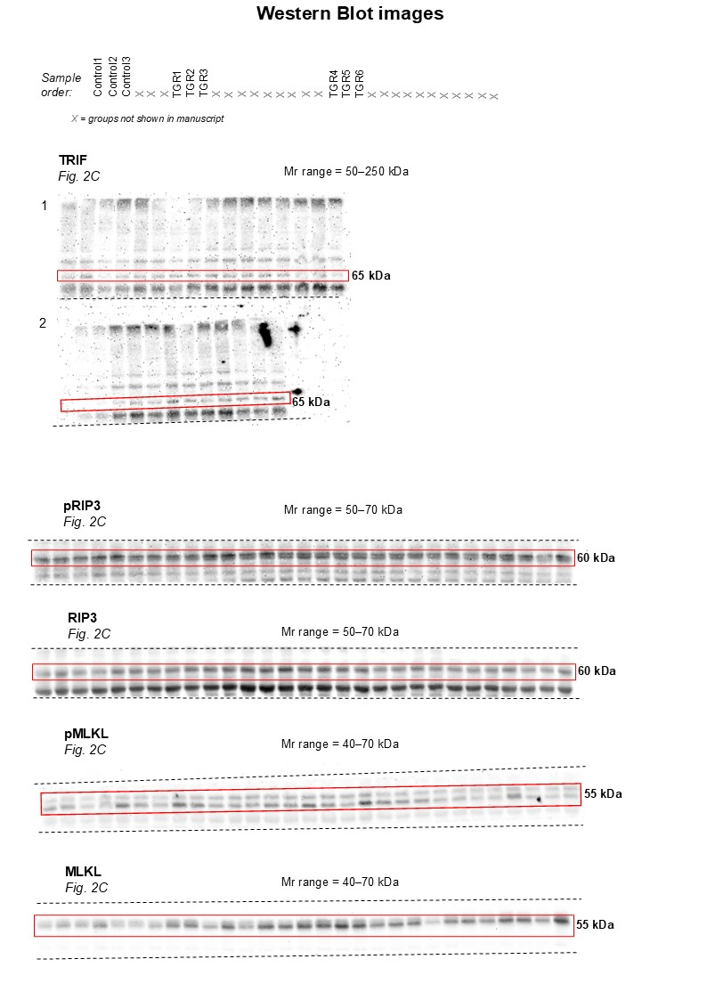 Western Blot images
Sample order: Control1 Control2 Control3 X X X TGR1 TGR2 TGR3 X X X X X X X X X TGR4 TGR5 TGR6 X X X X X X X X X X X
X = groups not shown in manuscript
TRIF
Fig. 2C
Mr range = 50–250 kDa
1
65 kDa
2
65 kDa
pRIP3
Fig. 2C
Mr range = 50–70 kDa
60 kDa
RIP3
Fig. 2C
Mr range = 50–70 kDa
60 kDa
pMLKL
Fig. 2C
Mr range = 40–70 kDa
55 kDa
MLKL
Fig. 2C
Mr range = 40–70 kDa
55 kDa